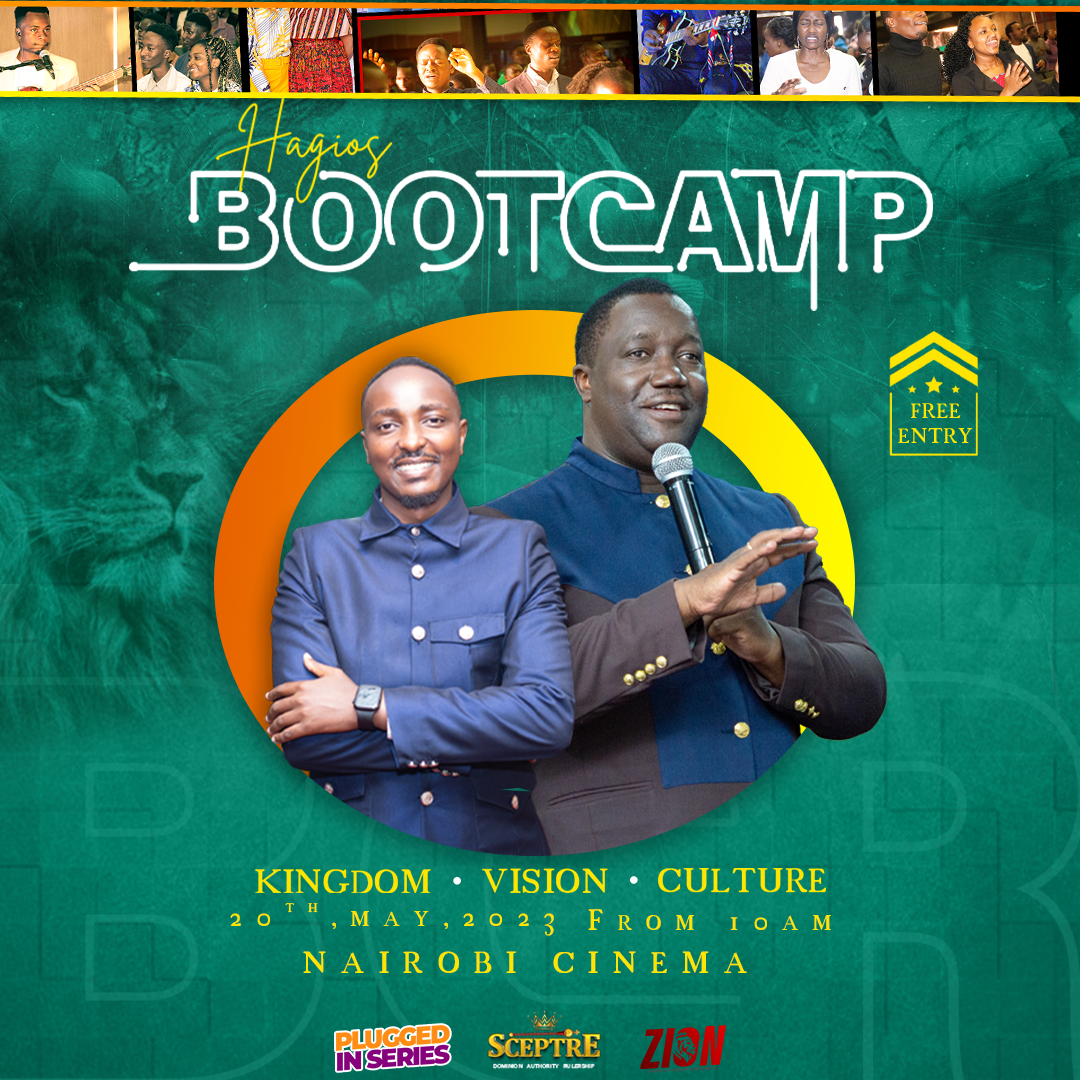 Hagios
BOOTCAMP
FREE
ENTRY
KINGDOM • VISION • CULTURE
20TH, MAY, 2023 FROM 10AM
NAIROBI CINEMA
PLUGGED
IN SERIES
SCEPTRE
DOMINION AUTHORITY RULERSHIP
ZION